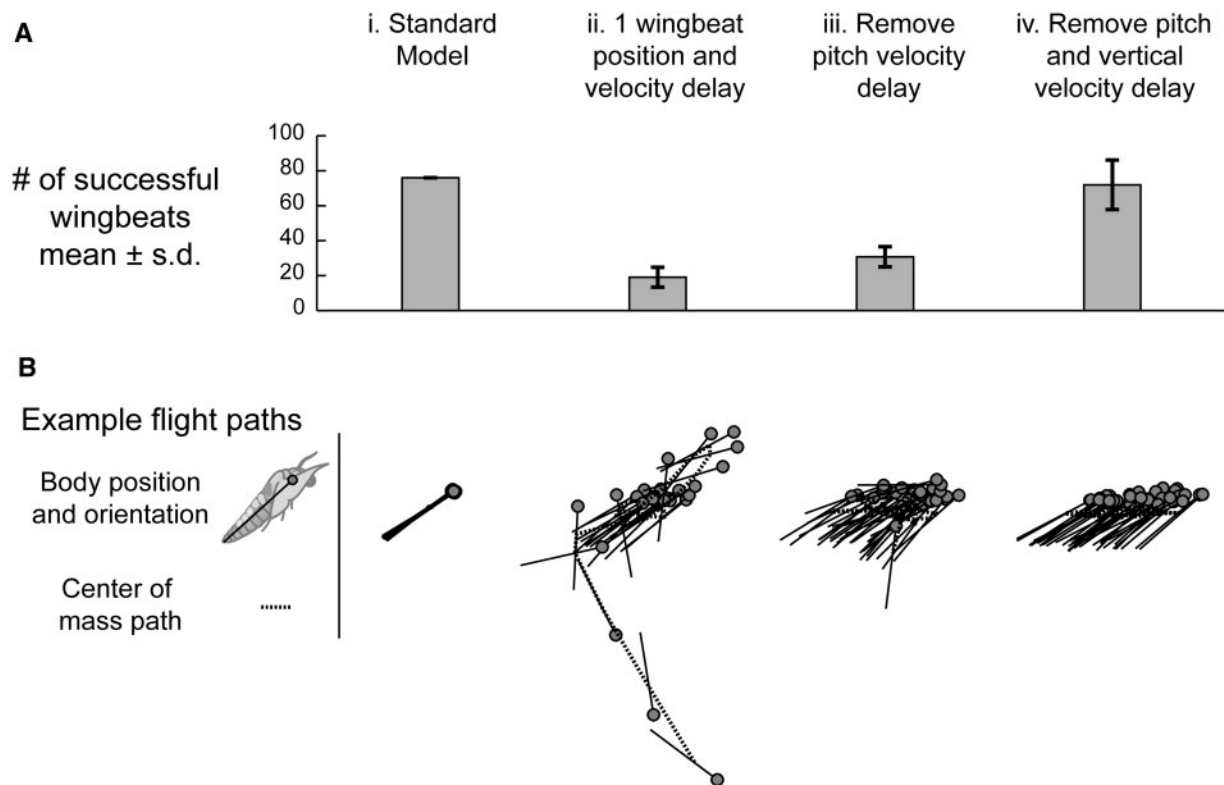 A
i. Standard
Model
ii. 1 wingbeat
position and
velocity delay
iii. Remove
pitch velocity
delay
iv. Remove pitch
and vertical
velocity delay
# of successful
wingbeats
mean ± s.d.
100
80
60
40
20
0
B
Example flight paths
Body position
and orientation
Center of
mass path